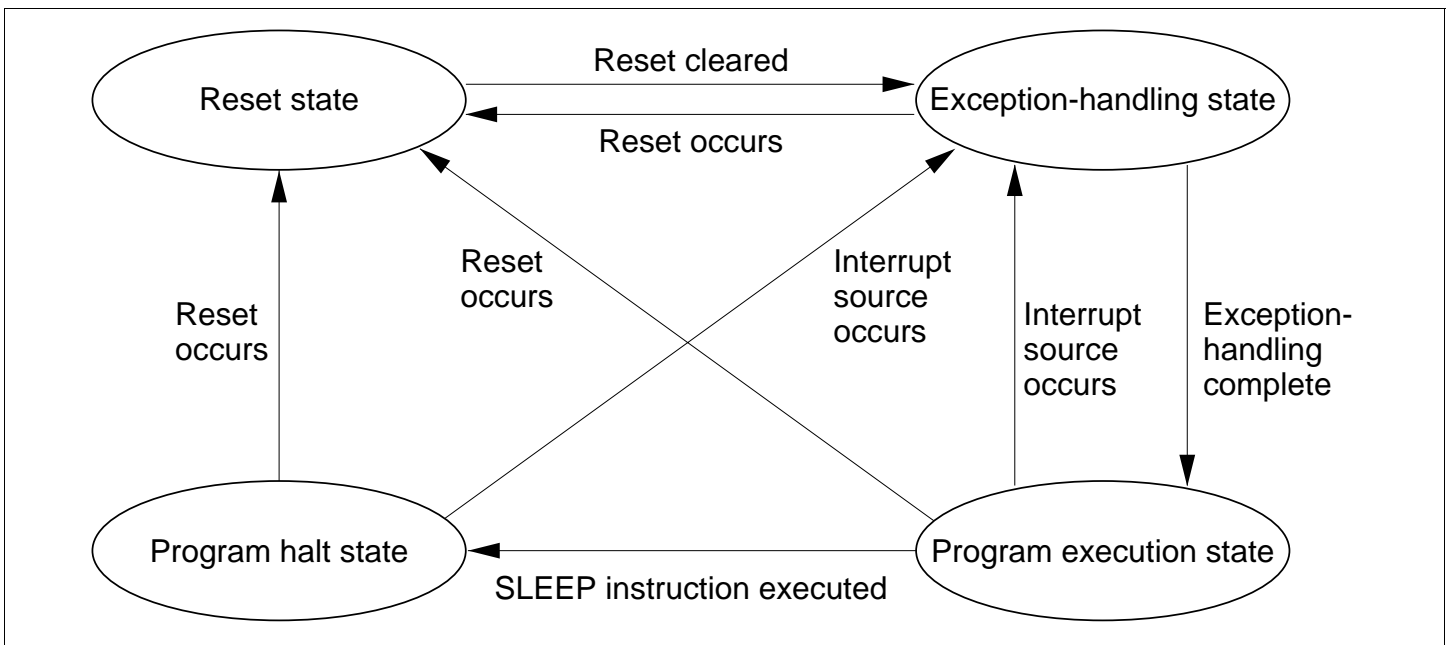 Reset cleared
Reset state
Exception-handling state
Reset occurs
Reset
occurs
Interrupt
source
occurs
Reset
occurs
Interrupt
source
occurs
Exception-
handling
complete
Program halt state
Program execution state
SLEEP instruction executed